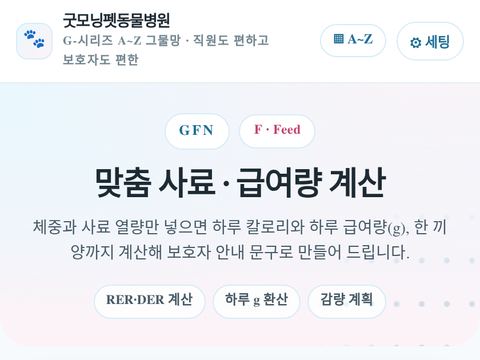 굿모닝펫동물병원
G-시리즈 A~Z 그물망 · 직원도 편하고
보호자도 편한
▦ A~Z
⚙ 세팅
GFN
F · Feed
맞춤 사료 · 급여량 계산
체중과 사료 열량만 넣으면 하루 칼로리와 하루 급여량(g), 한 끼
양까지 계산해 보호자 안내 문구로 만들어 드립니다.
RER·DER 계산
하루 g 환산
감량 계획